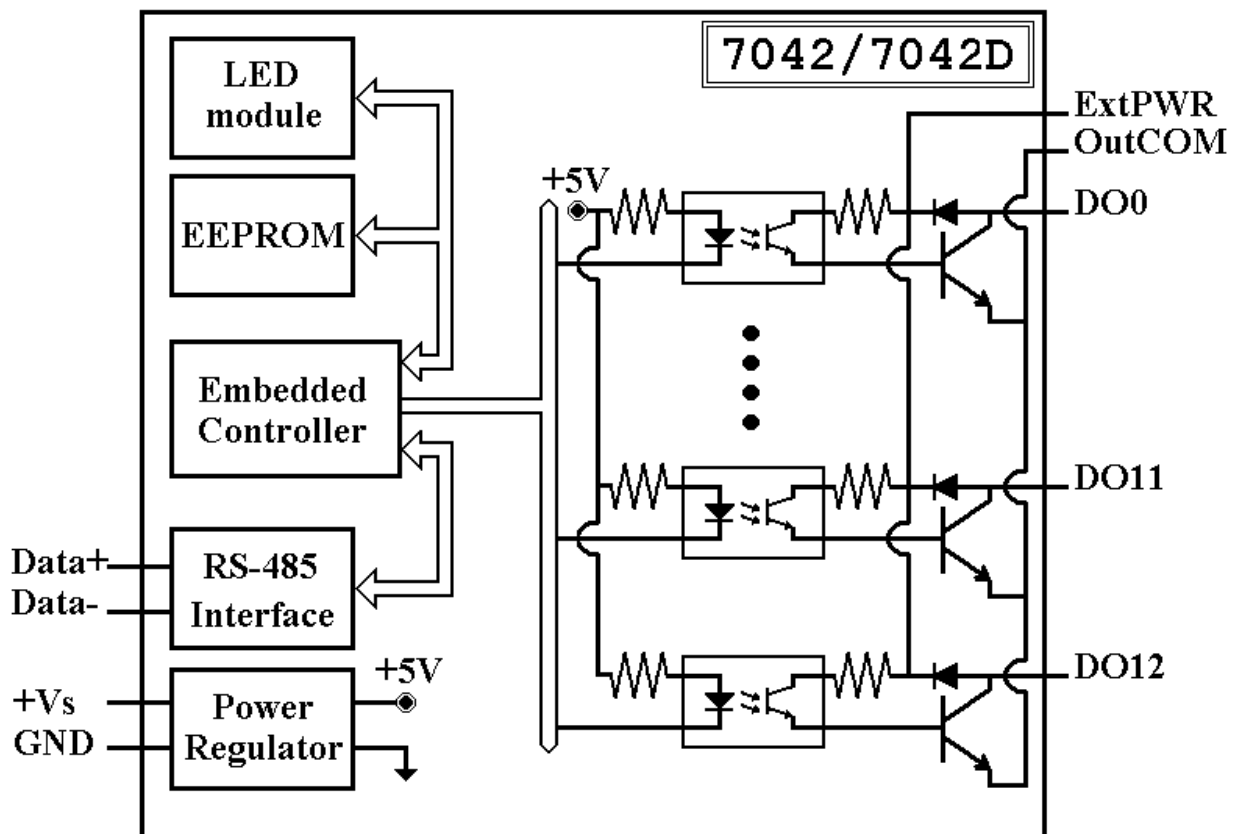 7042/7042D
LED
module
EEPROM
Embedded
Controller
RS-485
Interface
Power
Regulator
Data+
Data-
+Vs
GND
+5V
+5V
ExtPWR
OutCOM
DO0
DO11
DO12